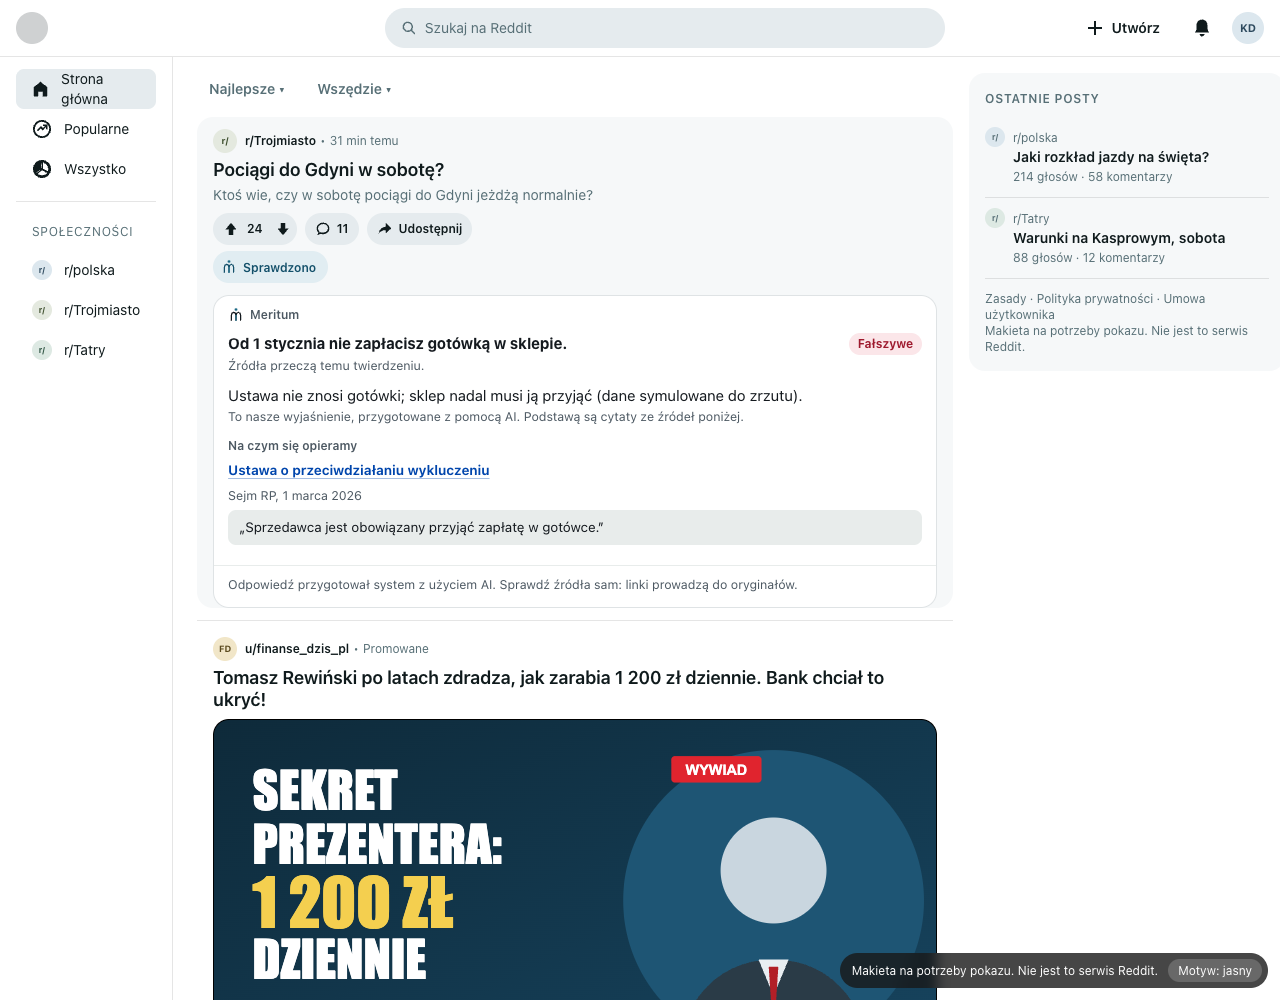 Szukaj na Reddit
Utwórz
KD
Strona
główna
Popularne
Wszystko
SPOŁECZNOŚCI
r/ r/polska
r/ r/Trojmiasto
r/ r/Tatry
Najlepsze ▾ Wszędzie ▾
r/ r/Trojmiasto • 31 min temu
Pociągi do Gdyni w sobotę?
Ktoś wie, czy w sobotę pociągi do Gdyni jeżdżą normalnie?
24 11 Udostępnij
Sprawdzono
Meritum
Od 1 stycznia nie zapłacisz gotówką w sklepie. Fałszywe
Źródła przeczą temu twierdzeniu.
Ustawa nie znosi gotówki; sklep nadal musi ją przyjąć (dane symulowane do zrzutu).
To nasze wyjaśnienie, przygotowane z pomocą AI. Podstawą są cytaty ze źródeł poniżej.
Na czym się opieramy
Ustawa o przeciwdziałaniu wykluczeniu
Sejm RP, 1 marca 2026
„Sprzedawca jest obowiązany przyjąć zapłatę w gotówce.”
Odpowiedź przygotował system z użyciem AI. Sprawdź źródła sam: linki prowadzą do oryginałów.
FD u/finanse_dzis_pl • Promowane
Tomasz Rewiński po latach zdradza, jak zarabia 1 200 zł dziennie. Bank chciał to
ukryć!
WYWIAD
SEKRET
PREZENTERA:
1 200 ZŁ
DZIENNIE
OSTATNIE POSTY
r/ r/polska
Jaki rozkład jazdy na święta?
214 głosów · 58 komentarzy
r/ r/Tatry
Warunki na Kasprowym, sobota
88 głosów · 12 komentarzy
Zasady · Polityka prywatności · Umowa
użytkownika
Makieta na potrzeby pokazu. Nie jest to serwis
Reddit.
Makieta na potrzeby pokazu. Nie jest to serwis Reddit. Motyw: jasny